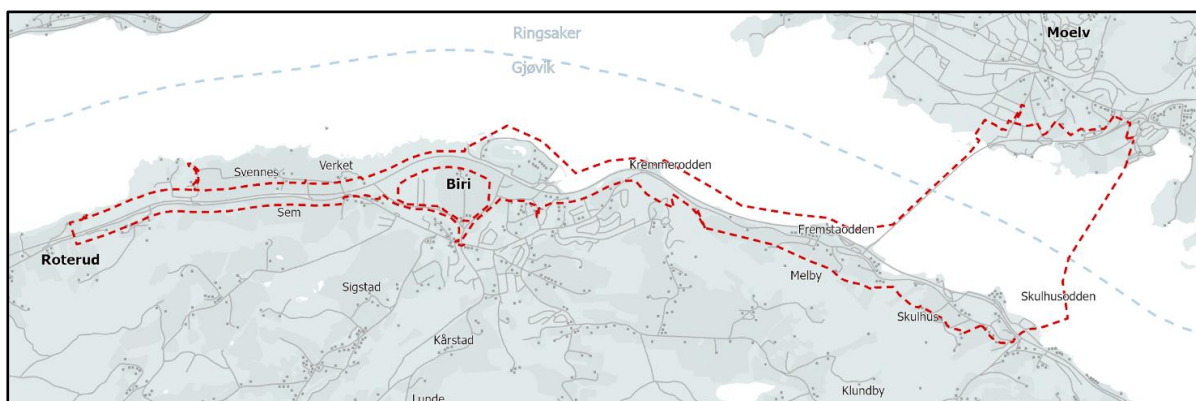 Ringsaker
Moelv
Gjøvik
Kremmerodden
Verket
Svennes
Biri
Sem
Fremstadodden
Roterud
Melby
Sigstad
Skulhusodden
Skulhus
Kårstad
Klundby
Lunde